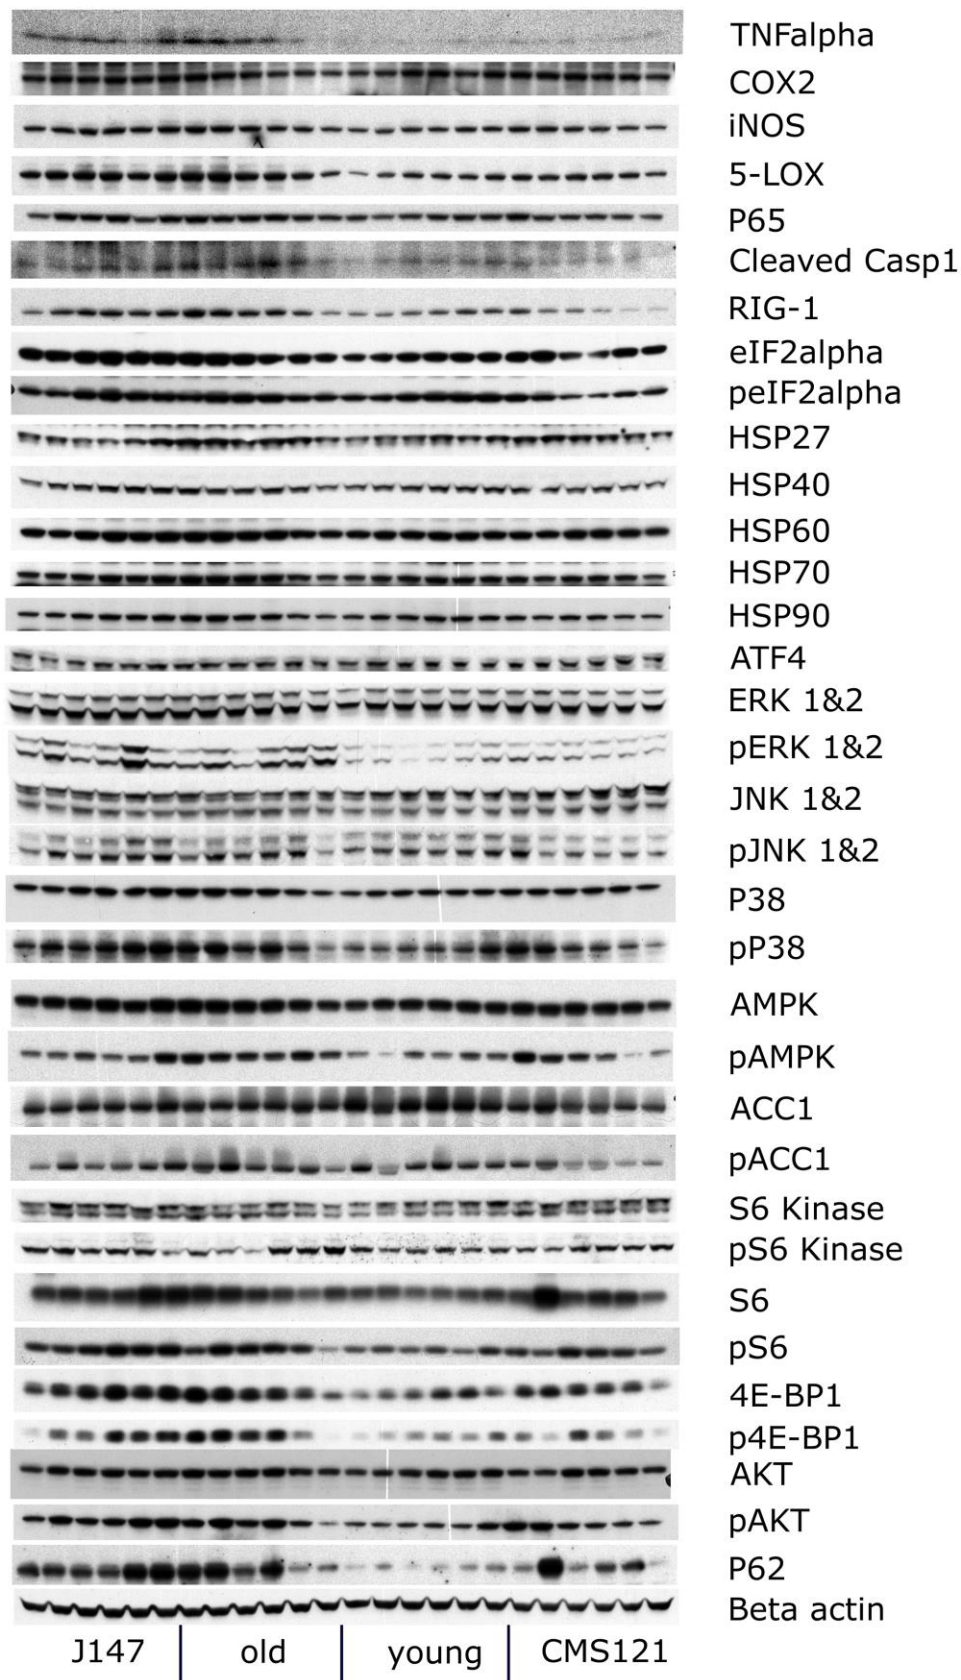 TNFalpha
COX2
iNOS
5-LOX
P65
Cleaved Casp1
RIG-1
eIF2alpha
peIF2alpha
HSP27
HSP40
HSP60
HSP70
HSP90
ATF4
ERK 1&2
pERK 1&2
JNK 1&2
pJNK 1&2
P38
pP38
AMPK
pAMPK
ACC1
pACC1
S6 Kinase
pS6 Kinase
S6
pS6
4E-BP1
p4E-BP1
AKT
pAKT
P62
Beta actin
J147 old young CMS121